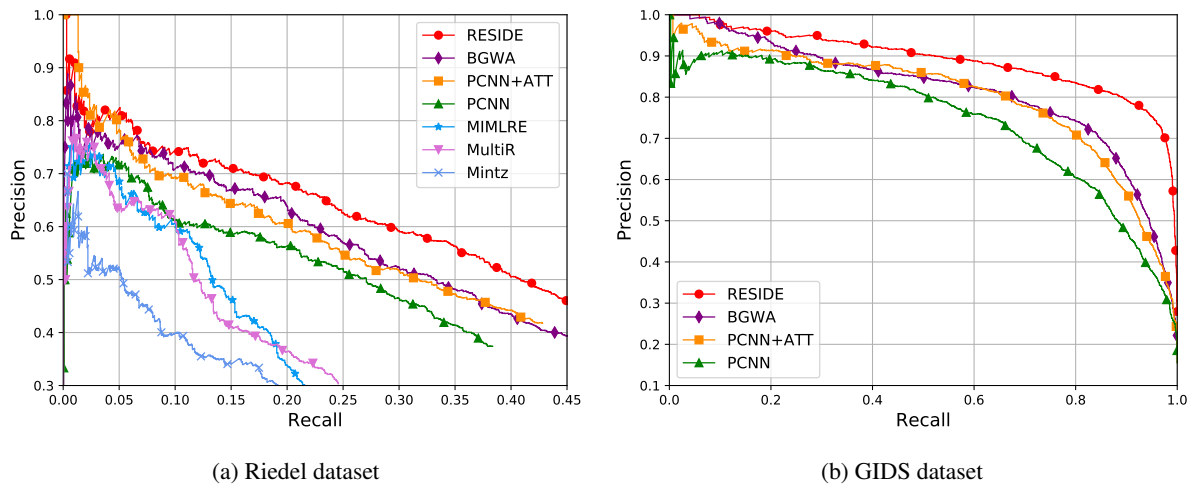 1.0
0.9
0.8
0.7
0.6
0.5
0.4
0.3
Precision
0.00 0.05 0.10 0.15 0.20 0.25 0.30 0.35 0.40 0.45
Recall
RESIDE
BGWA
PCNN+ATT
PCNN
MIMLRE
MultiR
Mintz
(a) Riedel dataset
1.0
0.9
0.8
0.7
0.6
0.5
0.4
0.3
0.2
0.1
Precision
0.0 0.2 0.4 0.6 0.8 1.0
Recall
RESIDE
BGWA
PCNN+ATT
PCNN
(b) GIDS dataset